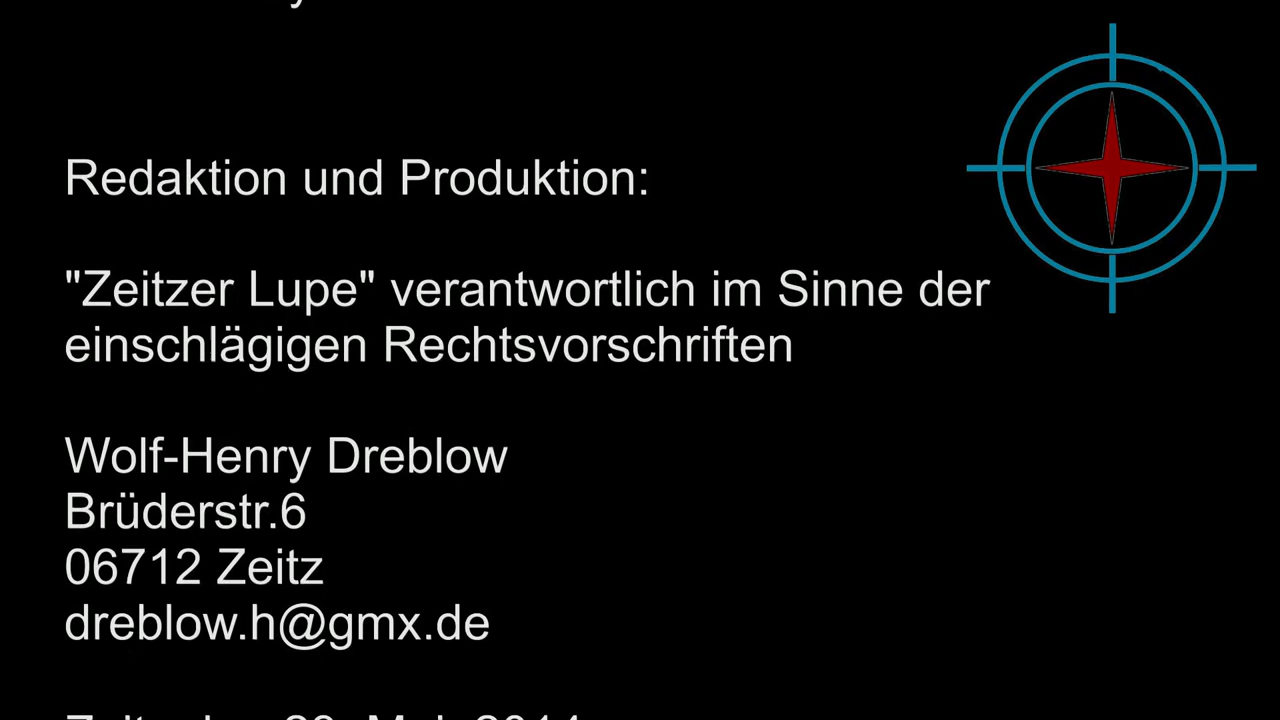 Redaktion und Produktion:
"Zeitzer Lupe" verantwortlich im Sinne der
einschlägigen Rechtsvorschriften
Wolf-Henry Dreblow
Brüderstr.6
06712 Zeitz
dreblow.h@gmx.de